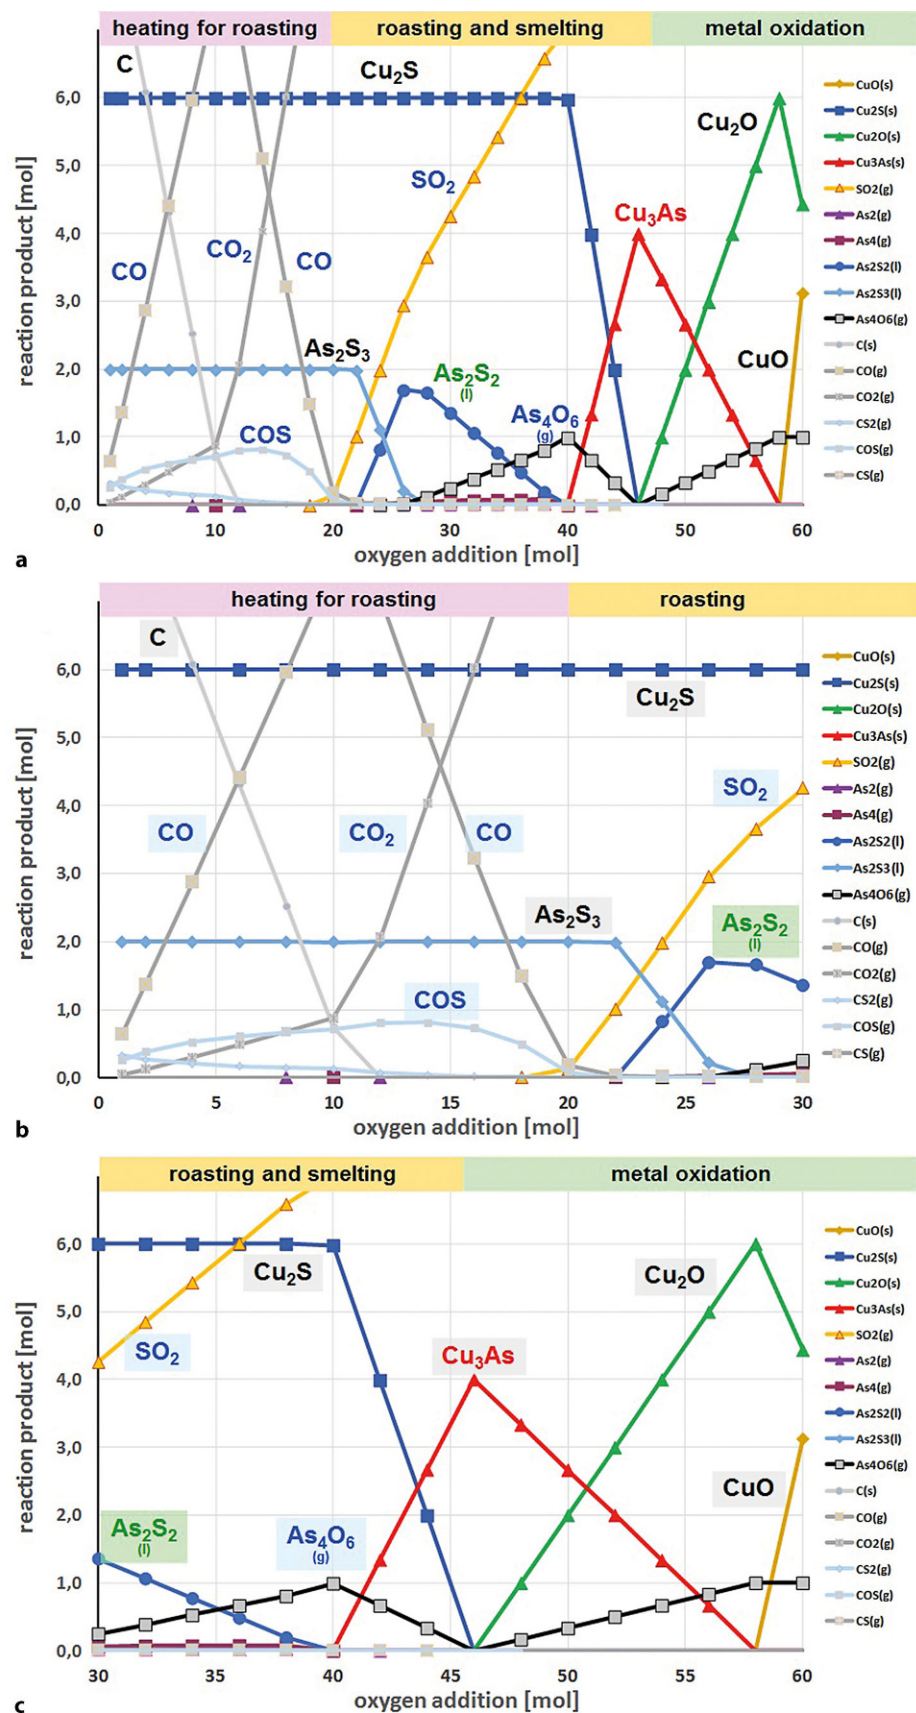 heating for roasting
roasting and smelting
metal oxidation
C
Cu2S
Cu2O
SO2
Cu3As
CO
CO2
CO
As2S3
As2S2
(l)
As4O6
(g)
COS
CuO
reaction product [mol]
6,0
5,0
4,0
3,0
2,0
1,0
0,0
0
10
20
30
40
50
60
oxygen addition [mol]
CuO(s)
Cu2S(s)
Cu2O(s)
Cu3As(s)
SO2(g)
As2(g)
As4(g)
As2S2(l)
As2S3(l)
As4O6(g)
C(s)
CO(g)
CO2(g)
CS2(g)
COS(g)
CS(g)
a
heating for roasting
roasting
C
Cu2S
SO2
CO
CO2
CO
As2S3
As2S2
(l)
COS
reaction product [mol]
6,0
5,0
4,0
3,0
2,0
1,0
0,0
0
5
10
15
20
25
30
oxygen addition [mol]
CuO(s)
Cu2S(s)
Cu2O(s)
Cu3As(s)
SO2(g)
As2(g)
As4(g)
As2S2(l)
As2S3(l)
As4O6(g)
C(s)
CO(g)
CO2(g)
CS2(g)
COS(g)
CS(g)
b
roasting and smelting
metal oxidation
Cu2S
Cu2O
SO2
Cu3As
CuO
As2S2
(l)
As4O6
(g)
reaction product [mol]
6,0
5,0
4,0
3,0
2,0
1,0
0,0
30
35
40
45
50
55
60
oxygen addition [mol]
CuO(s)
Cu2S(s)
Cu2O(s)
Cu3As(s)
SO2(g)
As2(g)
As4(g)
As2S2(l)
As2S3(l)
As4O6(g)
C(s)
CO(g)
CO2(g)
CS2(g)
COS(g)
CS(g)
c